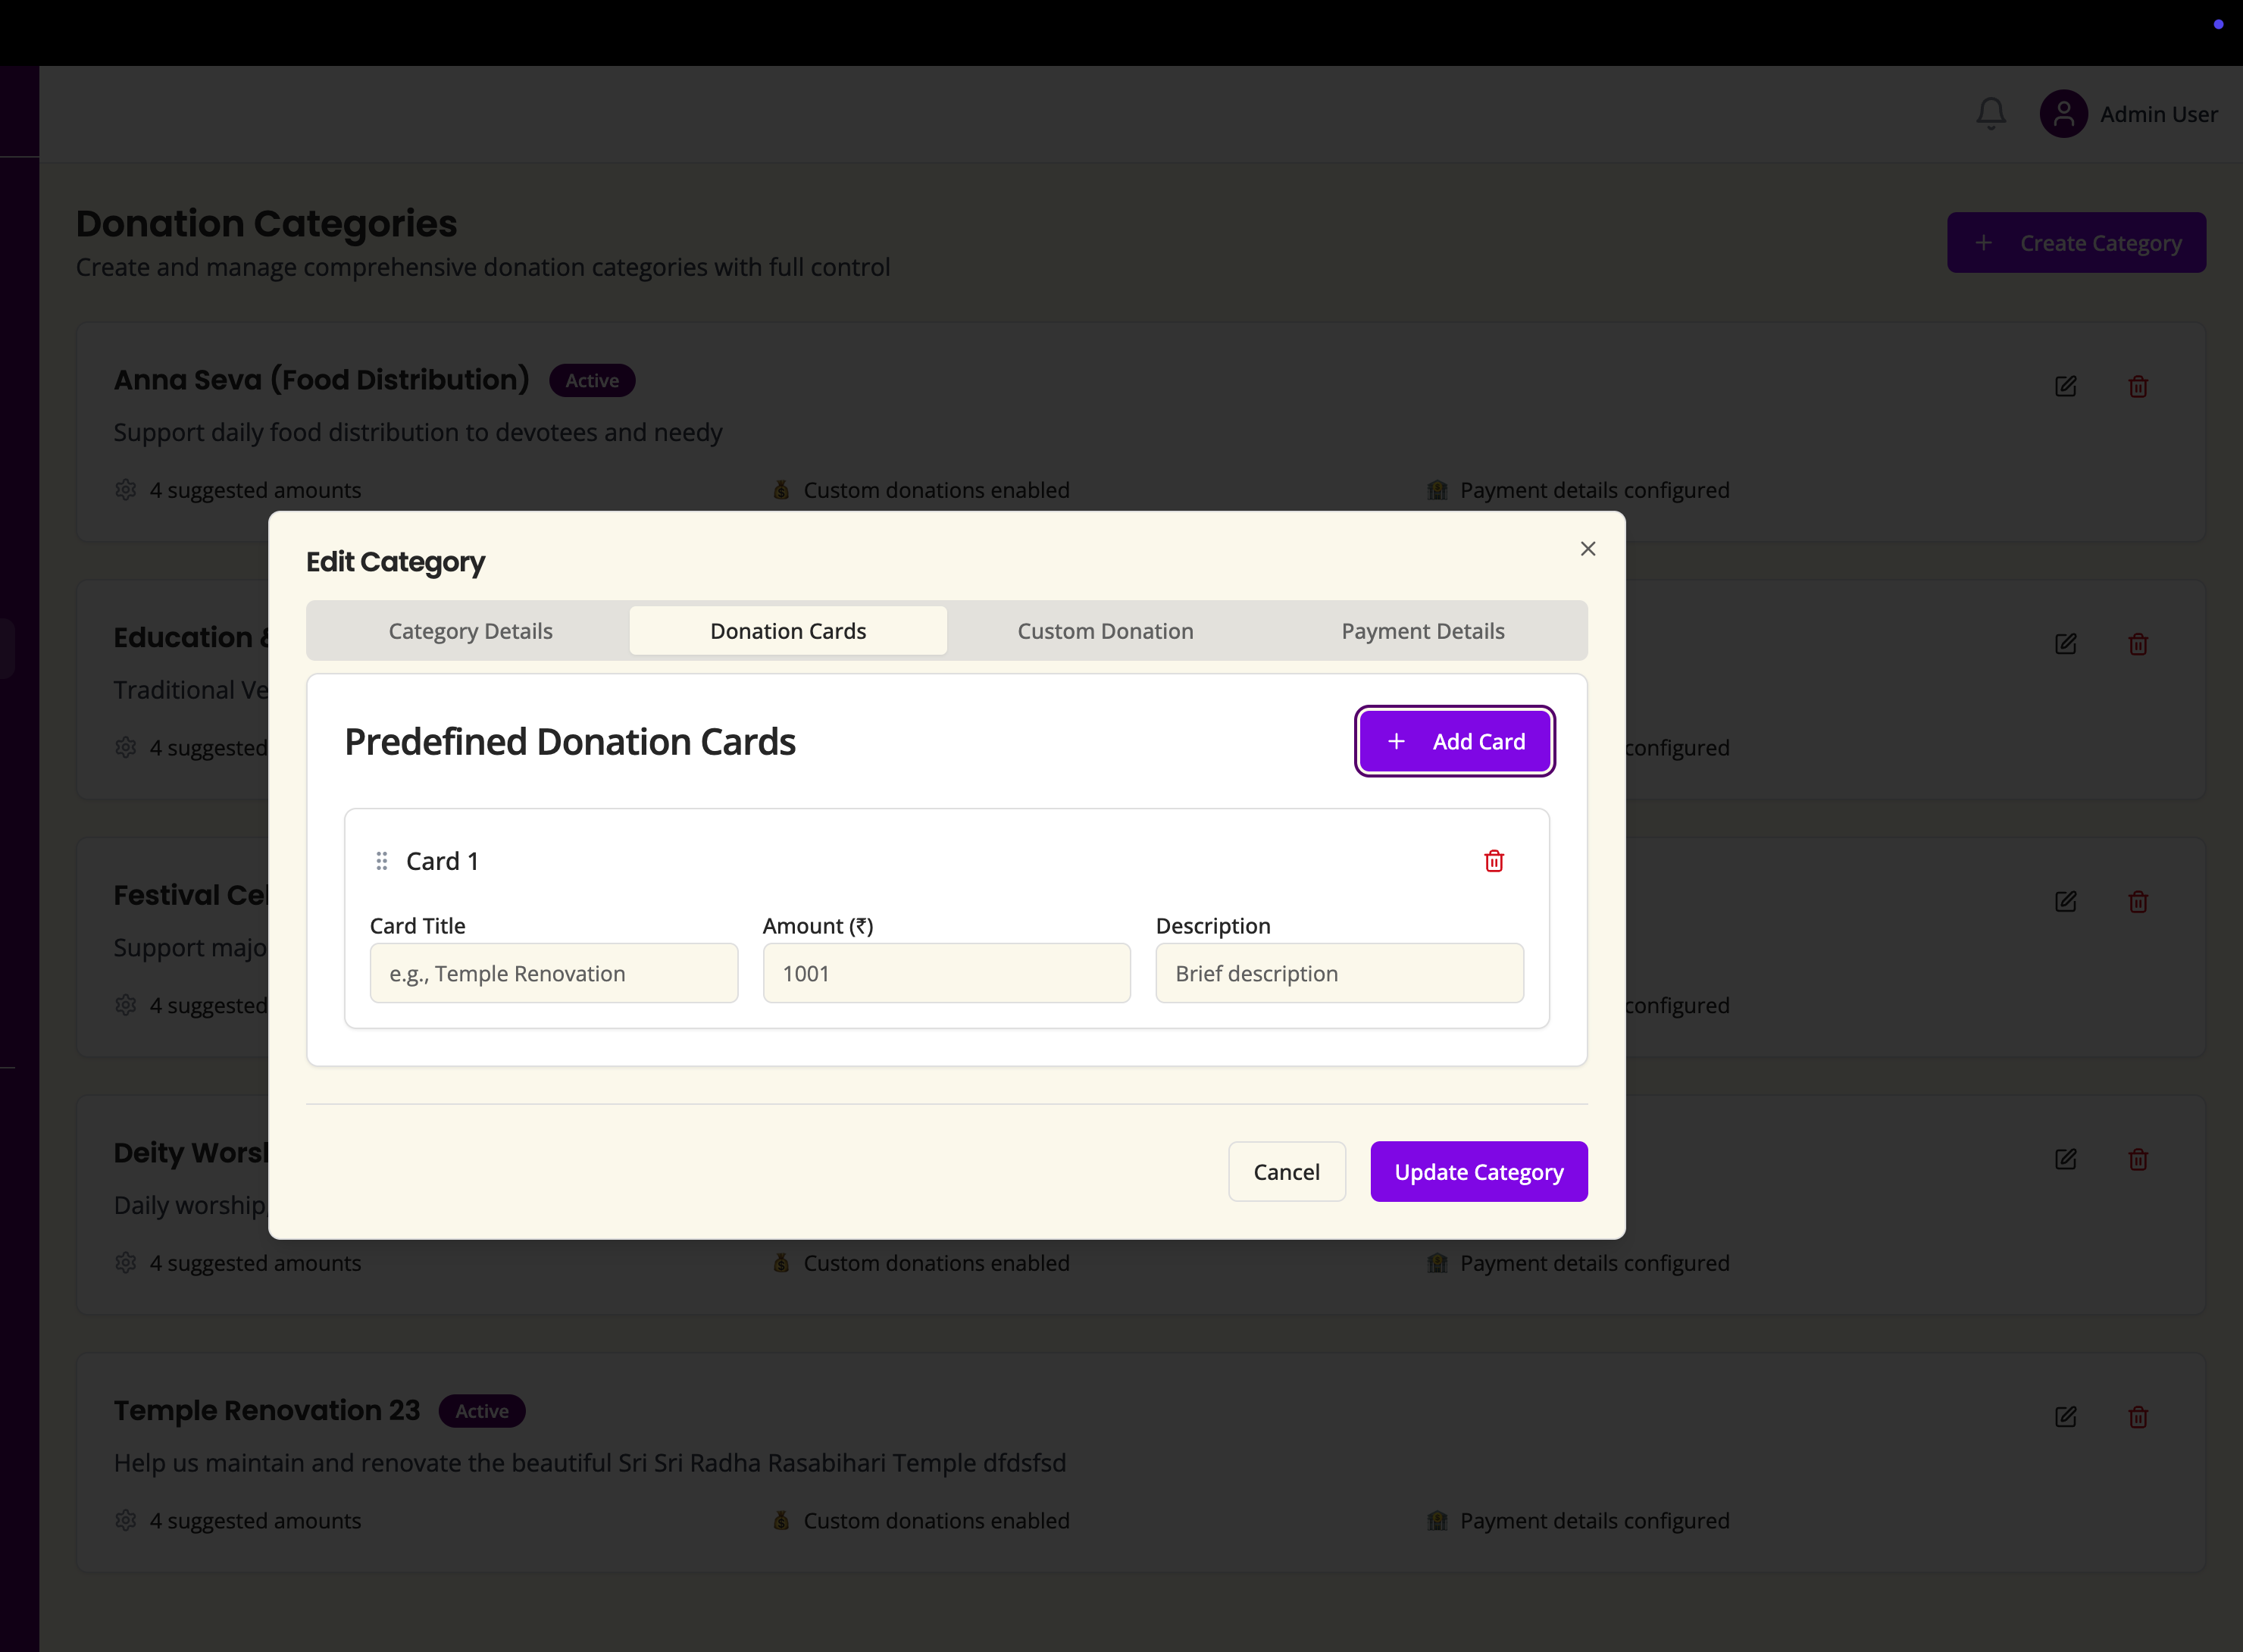 Admin User
Donation Categories
Create and manage comprehensive donation categories with full control
Create Category
Anna Seva (Food Distribution) Active
Support daily food distribution to devotees and needy
4 suggested amounts Custom donations enabled Payment details configured
Edit Category
Category Details Donation Cards Custom Donation Payment Details
Predefined Donation Cards
Add Card
Card 1
Card Title Amount (₹) Description
e.g., Temple Renovation 1001 Brief description
Cancel Update Category
Education
Traditional
4 suggested configured
Festival
Support
4 suggested configured
Deity
Daily worship
4 suggested amounts Custom donations enabled Payment details configured
Temple Renovation 23 Active
Help us maintain and renovate the beautiful Sri Sri Radha Rasabihari Temple dfdsfsd
4 suggested amounts Custom donations enabled Payment details configured